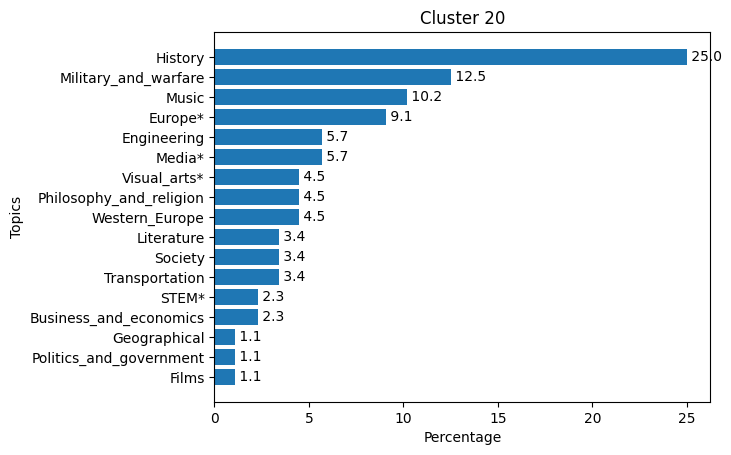 Cluster 20
Topics
History 25.0
Military_and_warfare 12.5
Music 10.2
Europe* 9.1
Engineering 5.7
Media* 5.7
Visual_arts* 4.5
Philosophy_and_religion 4.5
Western_Europe 4.5
Literature 3.4
Society 3.4
Transportation 3.4
STEM* 2.3
Business_and_economics 2.3
Geographical 1.1
Politics_and_government 1.1
Films 1.1
0 5 10 15 20 25
Percentage